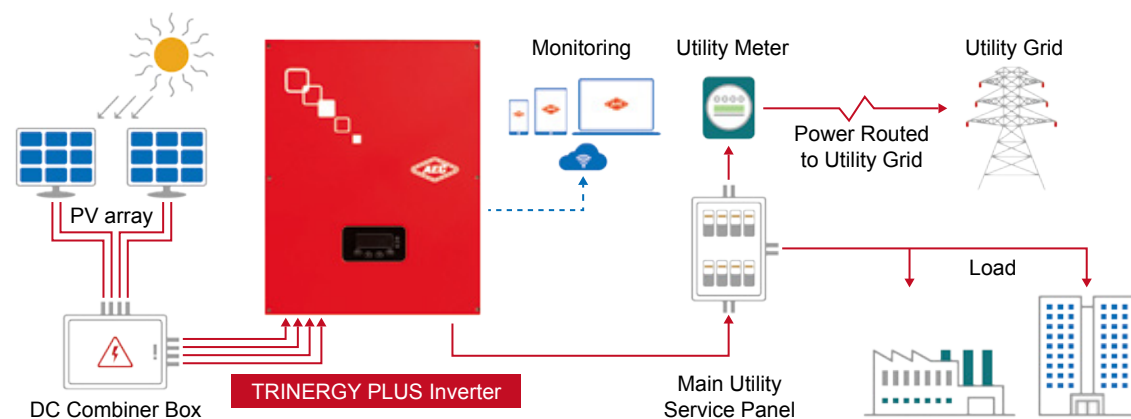 Monitoring
Utility Meter
Utility Grid
AEC
PV array
Power Routed
to Utility Grid
Load
TRINERGY PLUS Inverter
DC Combiner Box
Main Utility
Service Panel